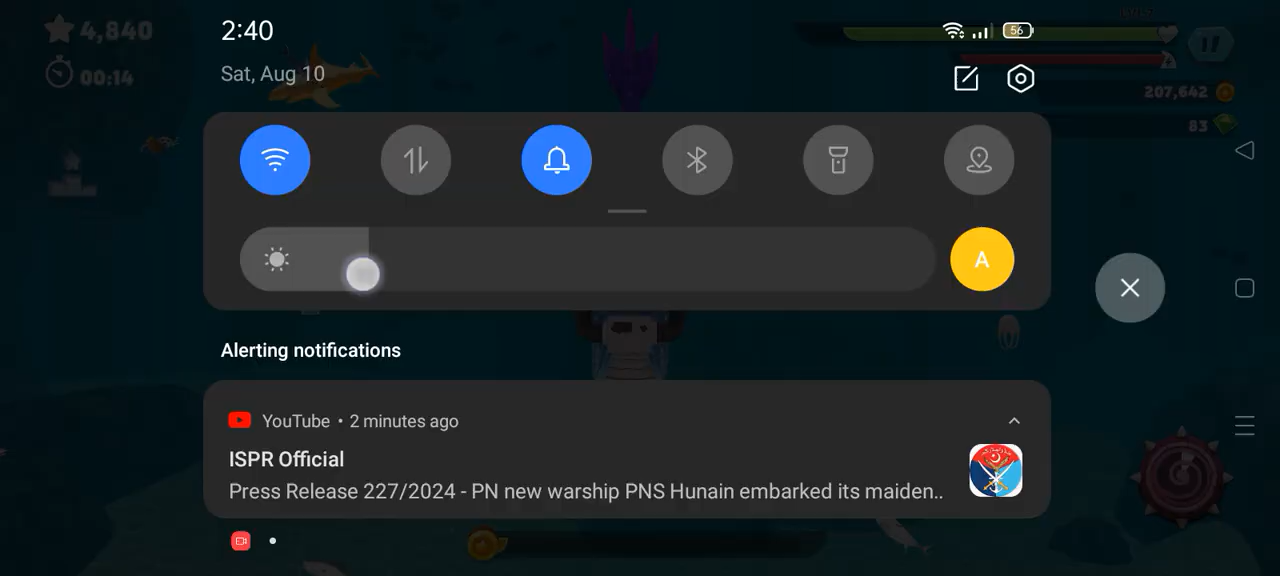 4,840
2:40
56
Sat, Aug 10
00:14
207,642
83
A
Alerting notifications
YouTube • 2 minutes ago
ISPR Official
Press Release 227/2024 - PN new warship PNS Hunain embarked its maiden..